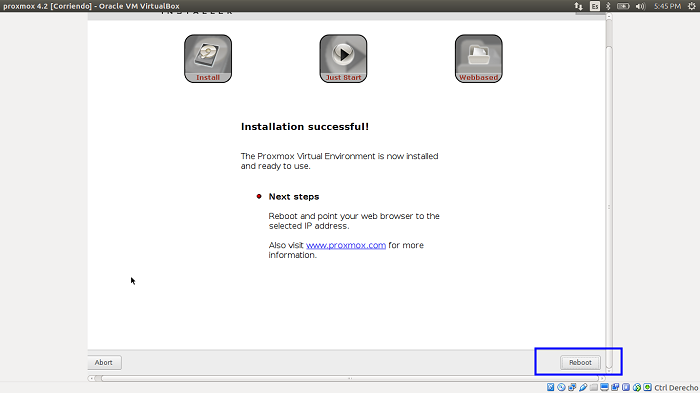 proxmox 4.2 [Corriendo] - Oracle VM VirtualBox
Es
5:45 PM
INSTALLER
Install
Just Start
Webbased
Installation successful!
The Proxmox Virtual Environment is now installed
and ready to use.
Next steps
Reboot and point your web browser to the
selected IP address.
Also visit www.proxmox.com for more
information.
Abort
Reboot
Ctrl Derecho